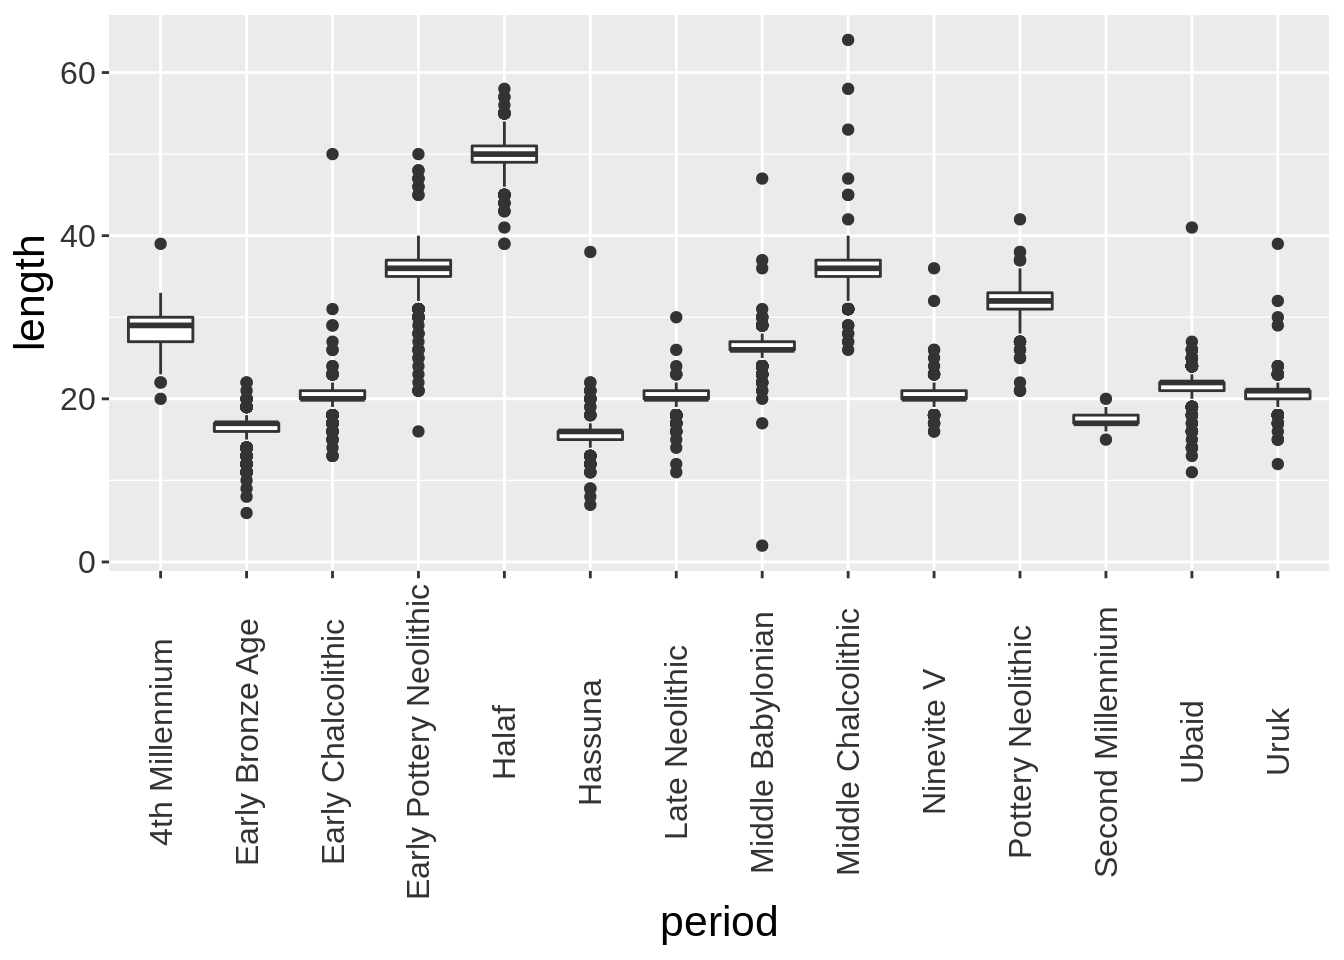 length
60
40
20
0
4th Millennium
Early Bronze Age
Early Chalcolithic
Early Pottery Neolithic
Halaf
Hassuna
Late Neolithic
Middle Babylonian
Middle Chalcolithic
Ninevite V
Pottery Neolithic
Second Millennium
Ubaid
Uruk
period